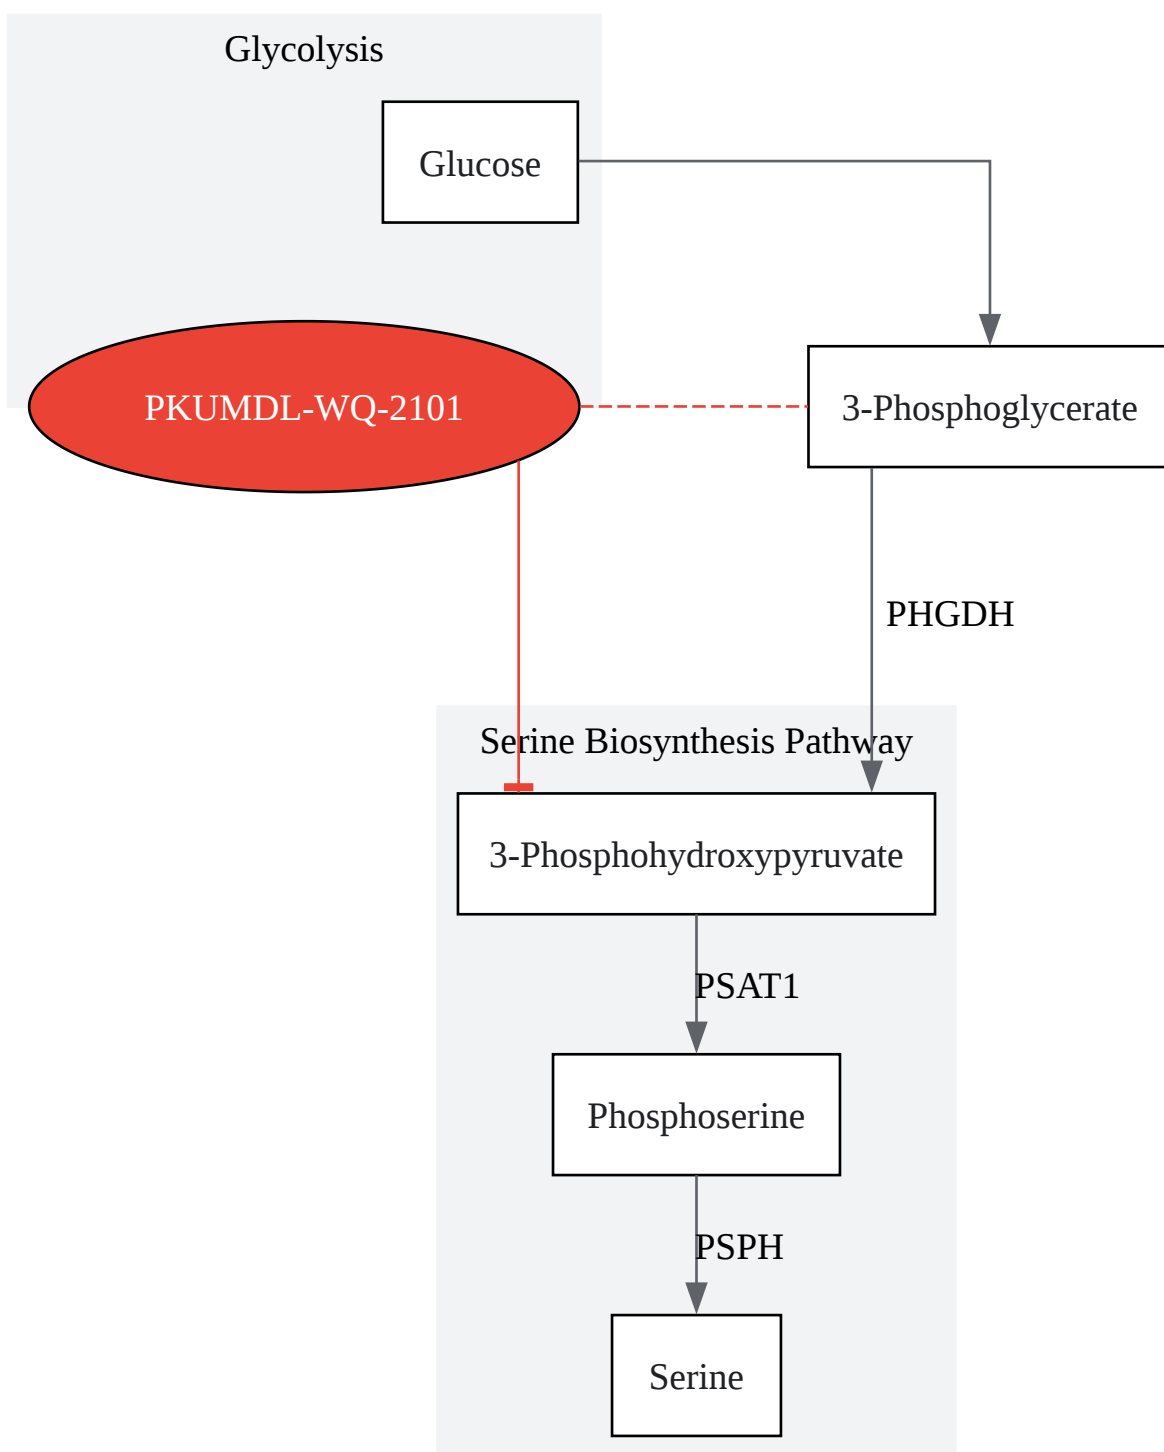 Glycolysis
Glucose
PKUMDL-WQ-2101
3-Phosphoglycerate
PHGDH
Serine Biosynthesis Pathway
3-Phosphohydroxypyruvate
PSAT1
Phosphoserine
PSPH
Serine